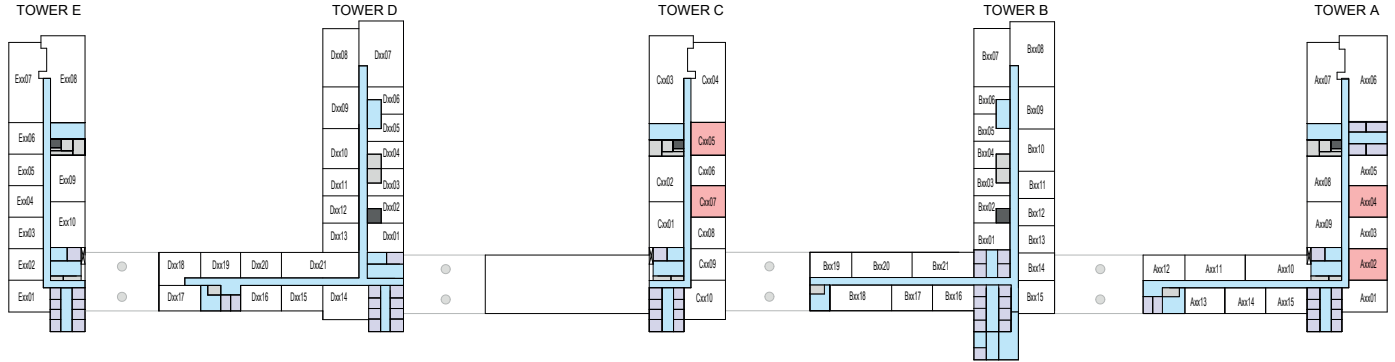 TOWER E
TOWER D
TOWER C
TOWER B
TOWER A
Exx07
Exx08
Exx06
Exx05
Exx09
Exx04
Exx10
Exx03
Exx02
Exx01
Dxx08
Dxx07
Dxx09
Dxx06
Dxx05
Dxx10
Dxx04
Dxx11
Dxx03
Dxx12
Dxx02
Dxx13
Dxx01
Dxx18
Dxx19
Dxx20
Dxx21
Dxx17
Dxx16
Dxx15
Dxx14
Cxx03
Cxx04
Cxx05
Cxx02
Cxx06
Cxx07
Cxx01
Cxx08
Cxx09
Cxx10
Bxx07
Bxx08
Bxx06
Bxx09
Bxx05
Bxx04
Bxx10
Bxx03
Bxx11
Bxx02
Bxx12
Bxx01
Bxx13
Bxx19
Bxx20
Bxx21
Bxx14
Bxx18
Bxx17
Bxx16
Bxx15
Axx07
Axx06
Axx08
Axx05
Axx04
Axx09
Axx03
Axx12
Axx11
Axx10
Axx02
Axx13
Axx14
Axx15
Axx01